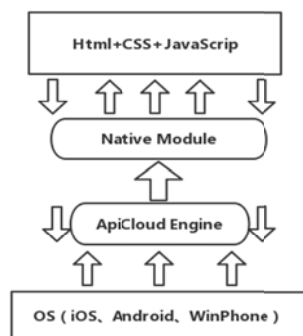 Html+CSS+JavaScrip
Native Module
ApiCloud Engine
OS（iOS、Android、WinPhone）